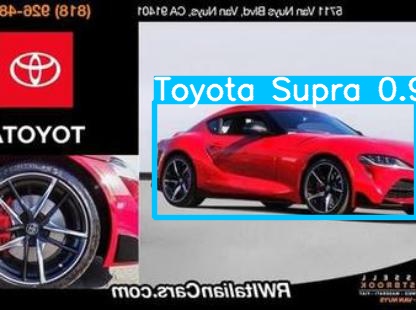 (818) 926-48
5711 Van Nuys Blvd, Van Nuys, CA 91401
Toyota Supra 0.9
TOYOTA
RWItalianCars.com